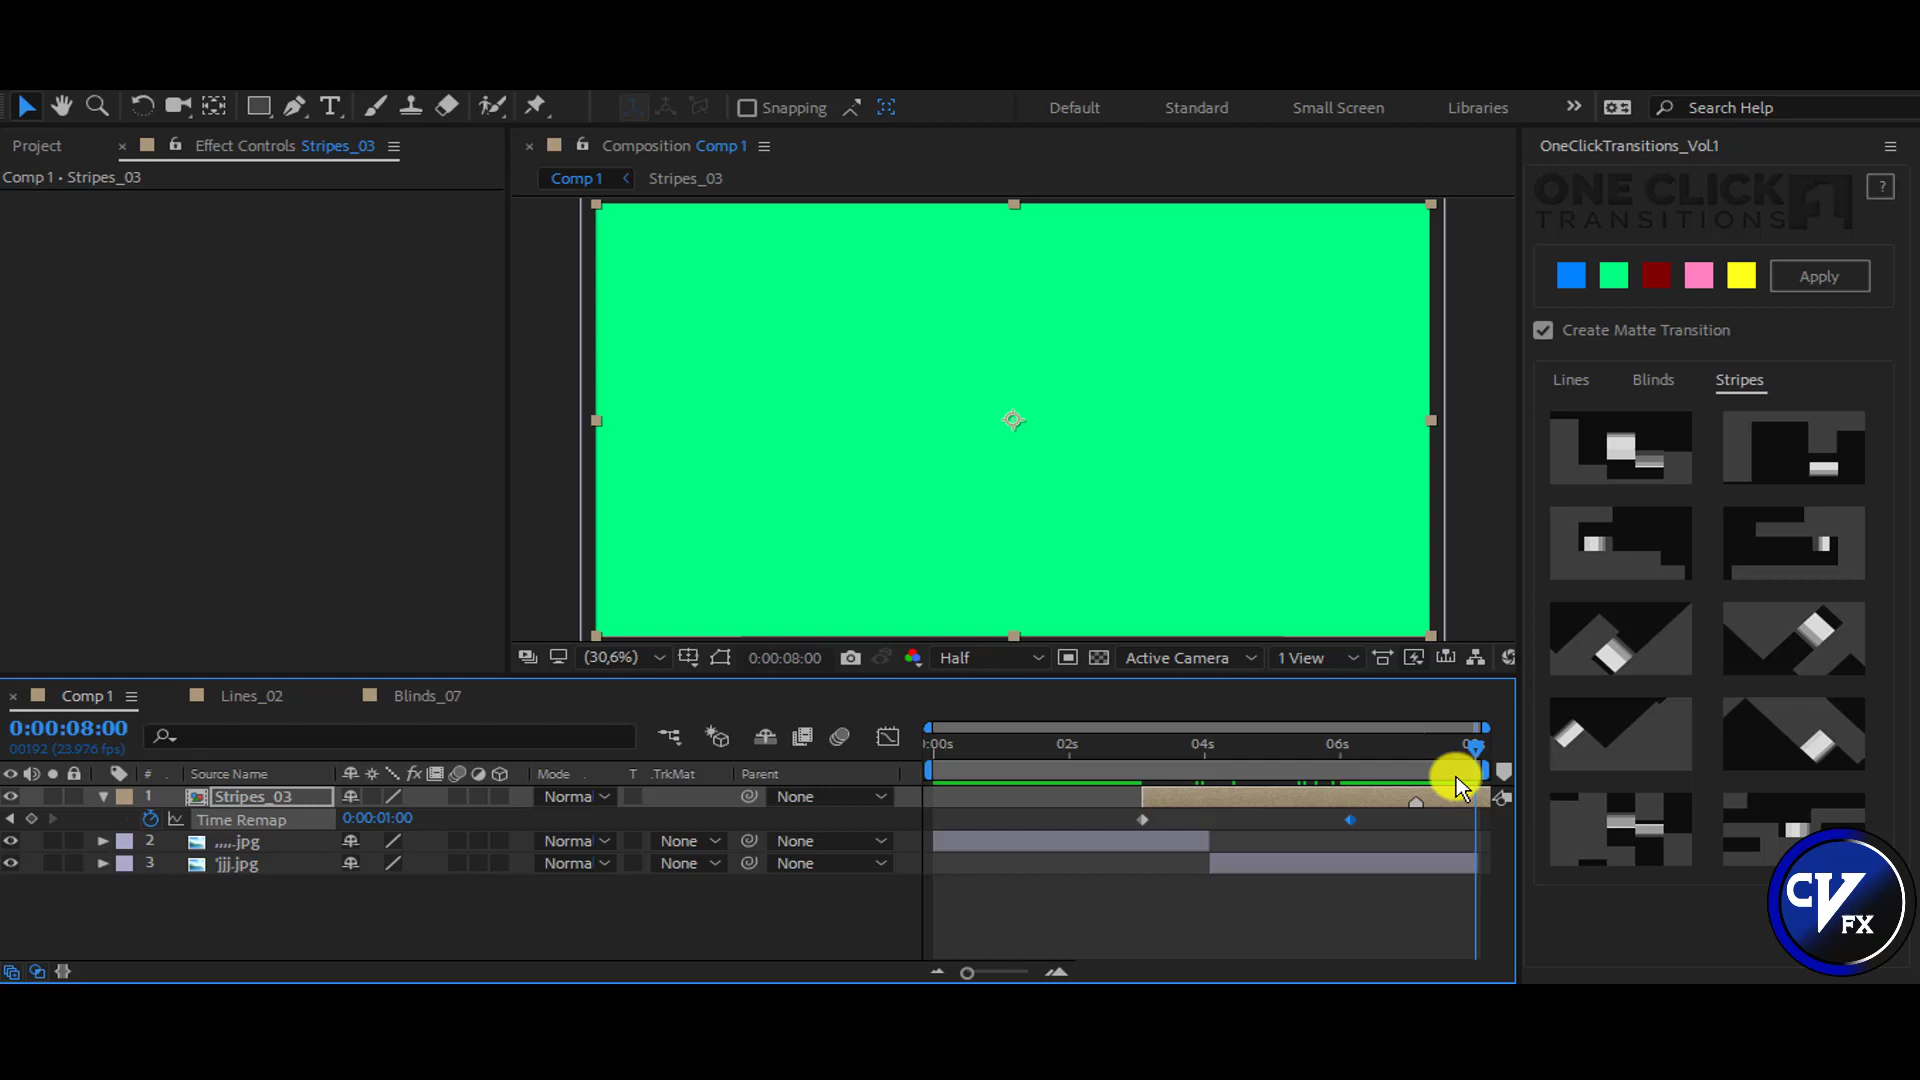 Snapping
Default
Standard
Small Screen
Libraries
Search Help
Project
Effect Controls Stripes_03
Composition Comp 1
OneClickTransitions_Vol.1
Comp 1 • Stripes_03
Comp 1
Stripes_03
ONE CLICK
TRANSITIONS
?
Apply
Create Matte Transition
Lines
Blinds
Stripes
(30,6%)
0:00:08:00
Half
Active Camera
1 View
Comp 1
Lines_02
Blinds_07
0:00:08:00
00192 (23.976 fps)
:00s
02s
04s
06s
#
Source Name
fx
Mode
T .TrkMat
Parent
1
Stripes_03
Norma
None
Time Remap
0:00:01:00
2
,,,,.jpg
Norma
None
None
3
'jjj.jpg
Norma
None
None
CV
FX